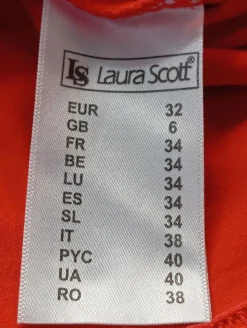 LS Laura Scott®
EUR 32
GB 6
FR 34
BE 34
LU 34
ES 34
SL 34
IT 38
PYC 40
UA 40
RO 38